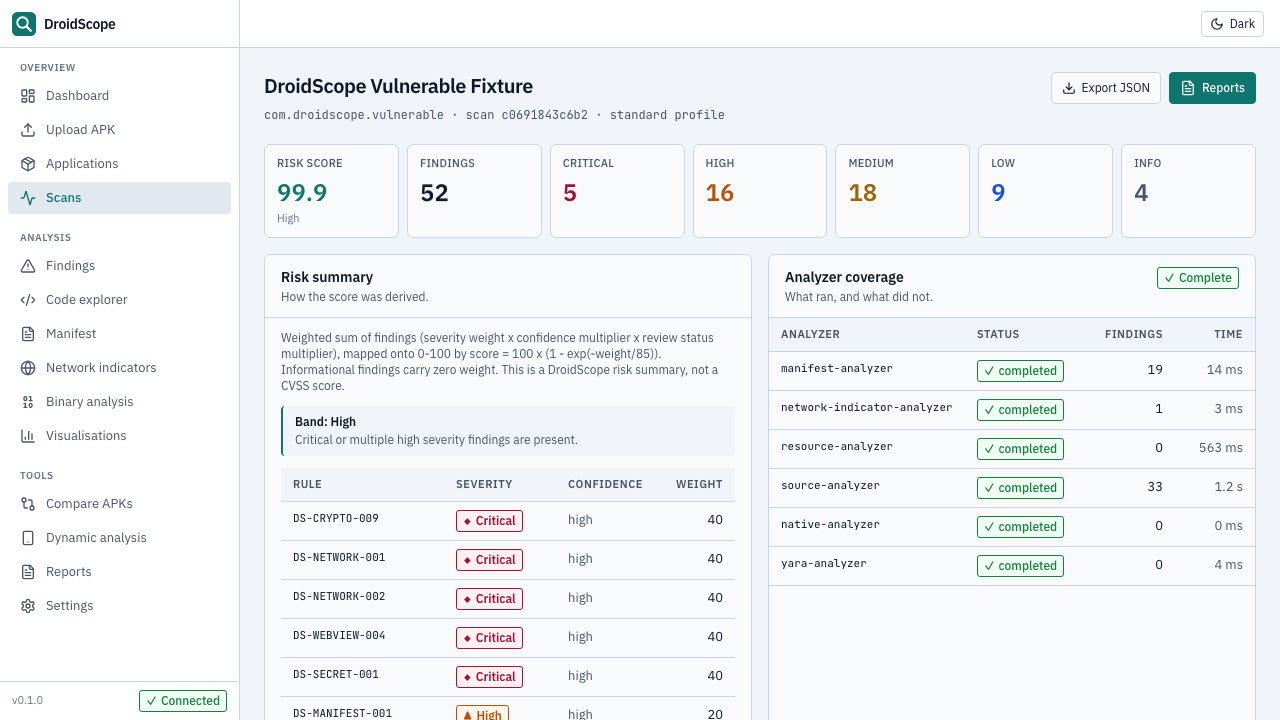 DroidScope
Dark
OVERVIEW
Dashboard
Upload APK
Applications
Scans
ANALYSIS
Findings
Code explorer
Manifest
Network indicators
Binary analysis
Visualisations
TOOLS
Compare APKs
Dynamic analysis
Reports
Settings
v0.1.0
Connected
DroidScope Vulnerable Fixture
com.droidscope.vulnerable · scan c0691843c6b2 · standard profile
Export JSON
Reports
RISK SCORE
99.9
High
FINDINGS
52
CRITICAL
5
HIGH
16
MEDIUM
18
LOW
9
INFO
4
Risk summary
How the score was derived.
Weighted sum of findings (severity weight x confidence multiplier x review status
multiplier), mapped onto 0-100 by score = 100 x (1 - exp(-weight/85)).
Informational findings carry zero weight. This is a DroidScope risk summary, not a
CVSS score.
Band: High
Critical or multiple high severity findings are present.
RULE SEVERITY CONFIDENCE WEIGHT
DS-CRYPTO-009 Critical high 40
DS-NETWORK-001 Critical high 40
DS-NETWORK-002 Critical high 40
DS-WEBVIEW-004 Critical high 40
DS-SECRET-001 Critical high 40
DS-MANIFEST-001 High high 20
Analyzer coverage
What ran, and what did not.
Complete
ANALYZER STATUS FINDINGS TIME
manifest-analyzer completed 19 14 ms
network-indicator-analyzer completed 1 3 ms
resource-analyzer completed 0 563 ms
source-analyzer completed 33 1.2 s
native-analyzer completed 0 0 ms
yara-analyzer completed 0 4 ms